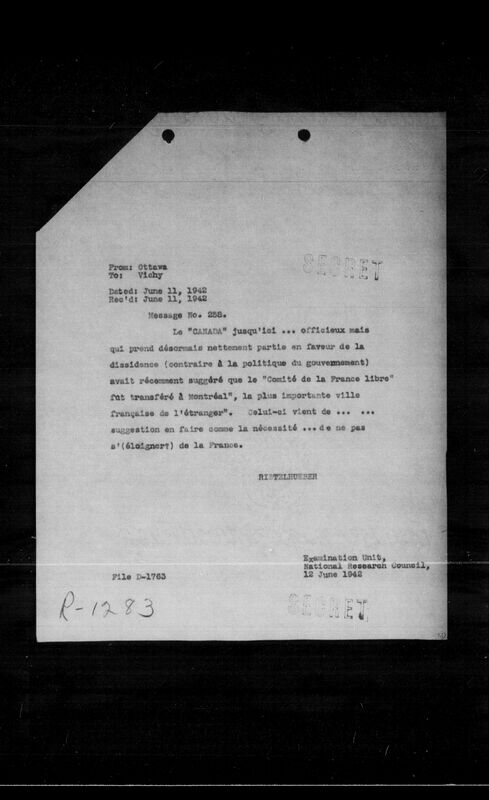 From: Ottawa
To: Vichy
SECRET
Dated: June 11, 1942
Rec'd: June 11, 1942
Message No. 258.
Le "CANADA" jusqu'ici ... officieux mais
qui prend désormais nettement partie en faveur de la
dissidence (contraire à la politique du gouvernement)
avait récemment suggéré que le "Comité de la France libre"
fut transféré à Montréal", la plus importante ville
française de l'étranger". Celui-ci vient de ... ...
suggestion en faire comme la nécessité ...de ne pas
s'(éloigner?) de la France.
RISTELHUEBER
Examination Unit,
National Research Council,
12 June 1942
File D-1763
R-1283
SECRET